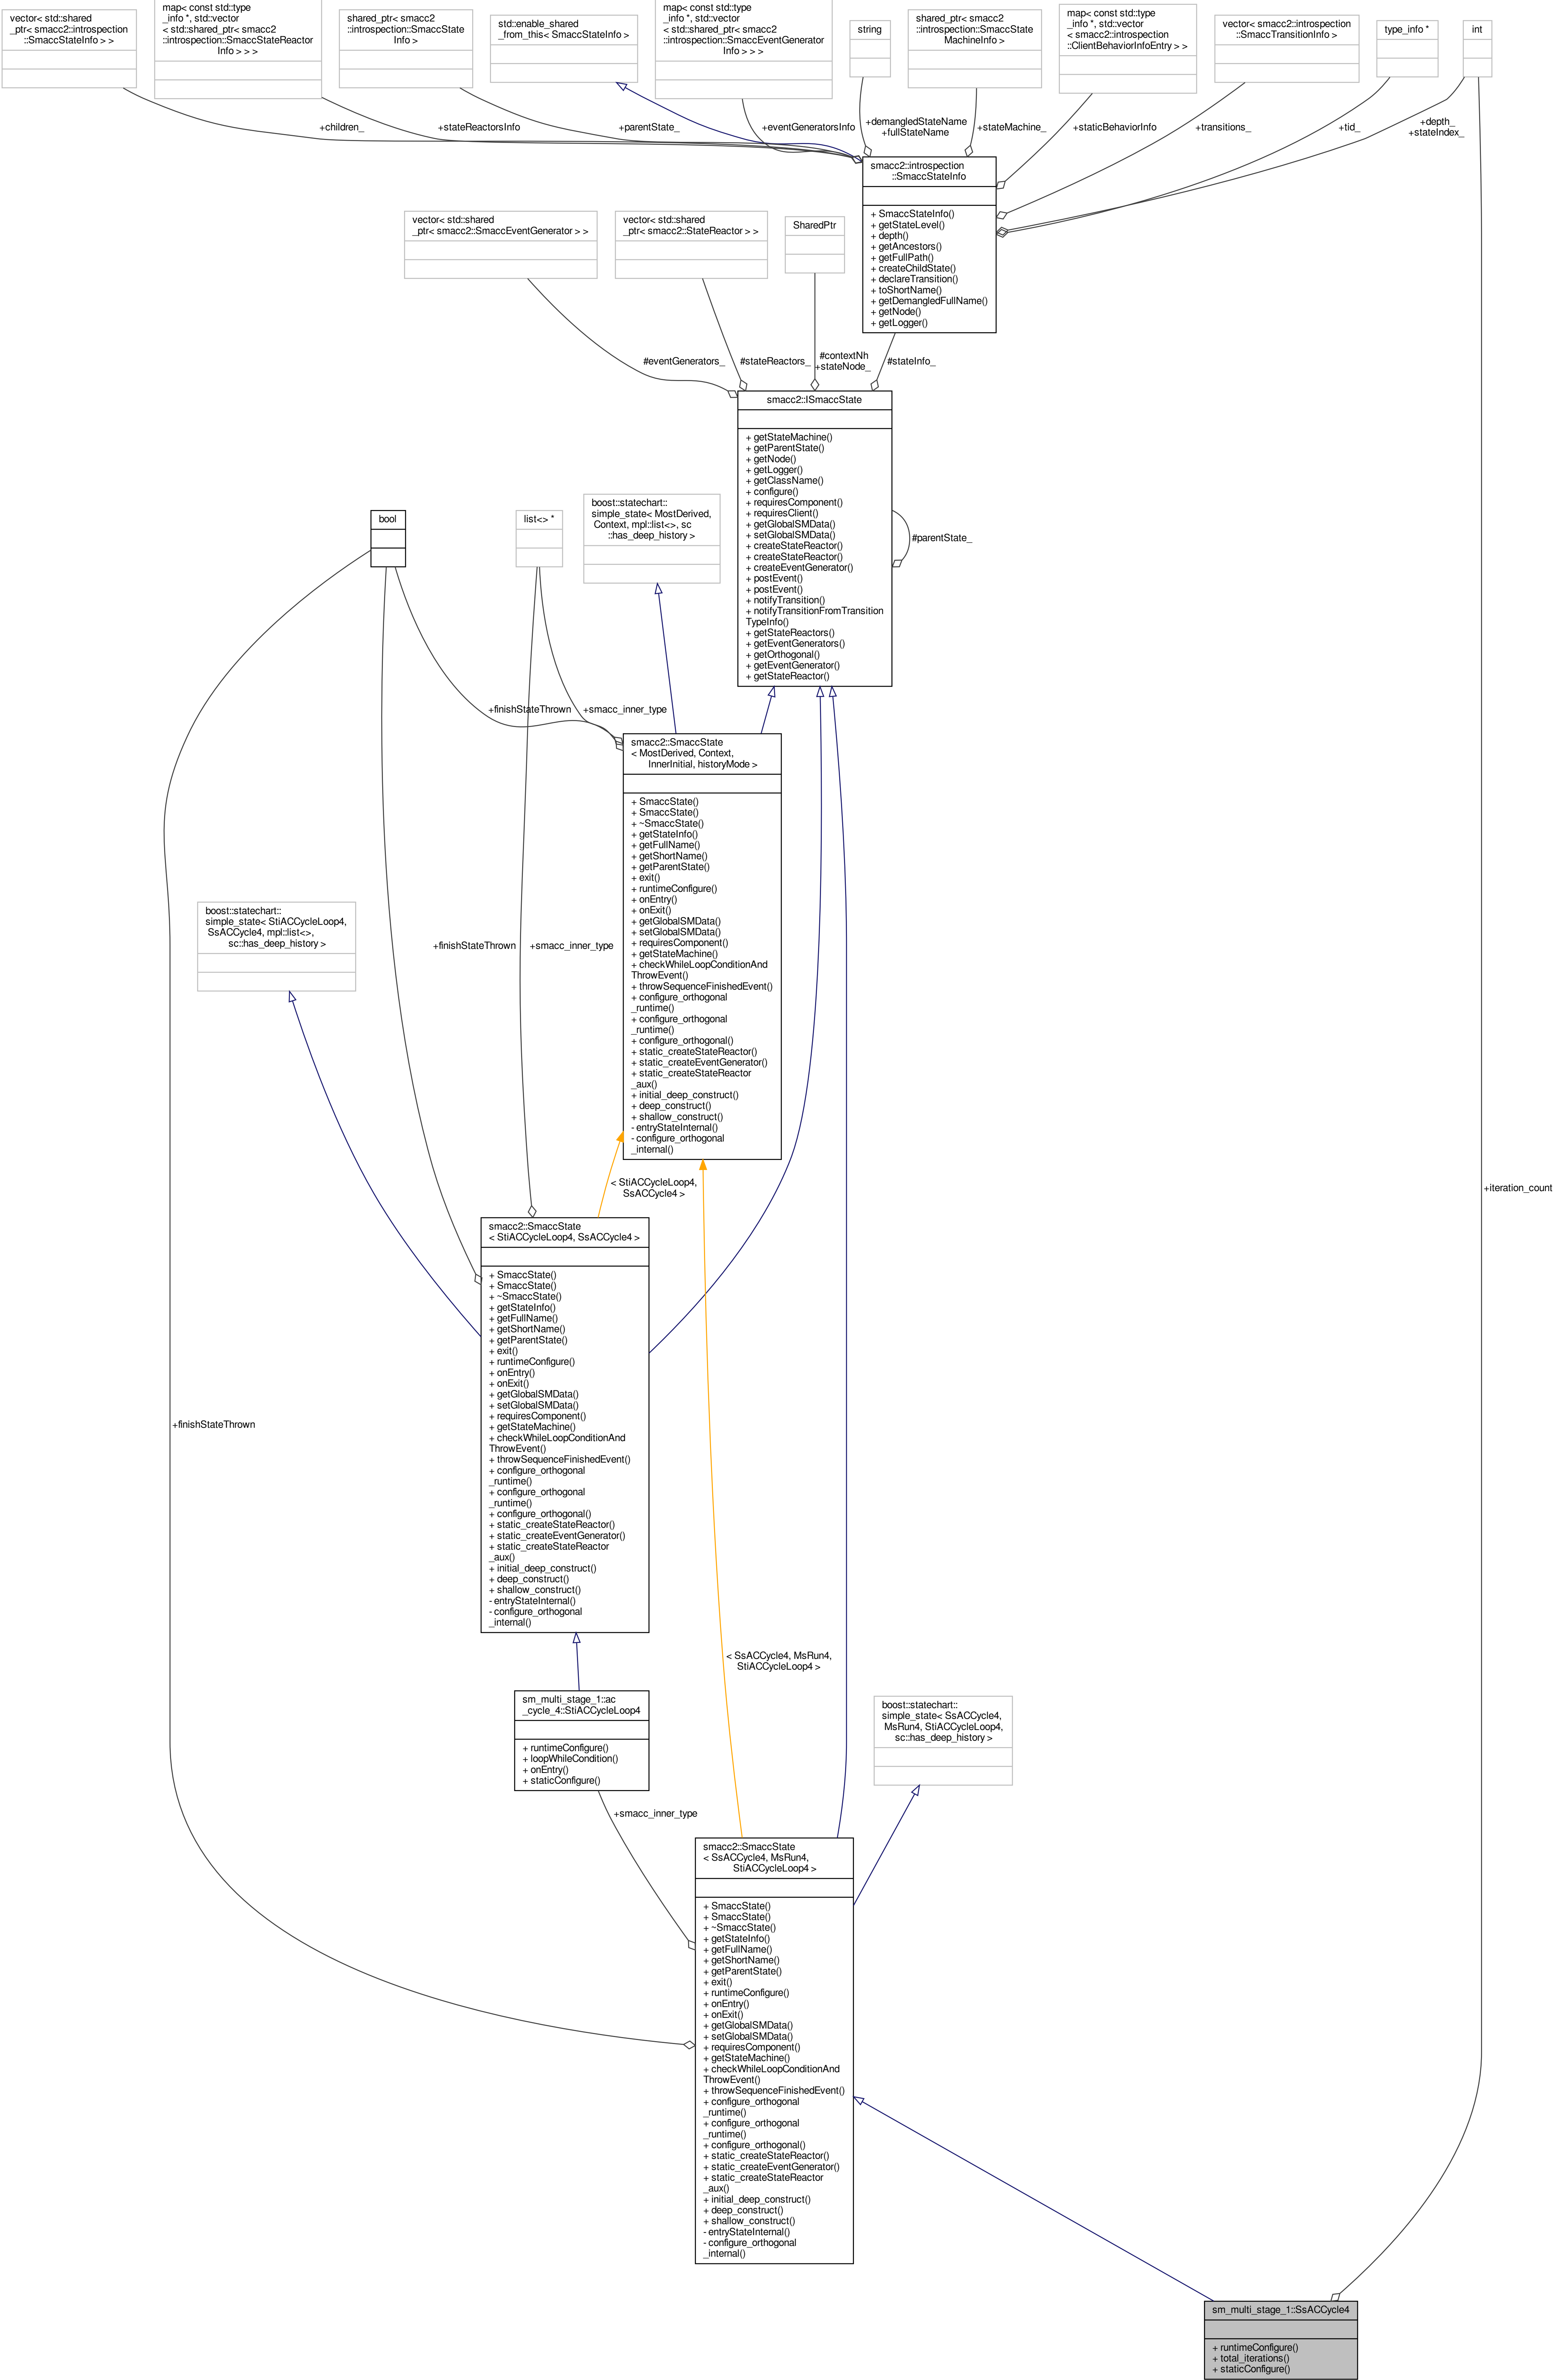 vector< std::shared
_ptr< smacc2::introspection
::SmaccStateInfo > >
map< const std::type
_info *, std::vector
< std::shared_ptr< smacc2
::introspection::SmaccStateReactor
Info > > >
shared_ptr< smacc2
::introspection::SmaccState
Info >
std::enable_shared
_from_this< SmaccStateInfo >
map< const std::type
_info *, std::vector
< std::shared_ptr< smacc2
::introspection::SmaccEventGenerator
Info > > >
string
shared_ptr< smacc2
::introspection::SmaccState
MachineInfo >
map< const std::type
_info *, std::vector
< smacc2::introspection
::ClientBehaviorInfoEntry > >
vector< smacc2::introspection
::SmaccTransitionInfo >
type_info *
int
+children_
+stateReactorsInfo
+parentState_
+eventGeneratorsInfo
+demangledStateName
+fullStateName
+stateMachine_
+staticBehaviorInfo
+transitions_
+tid_
+depth_
+stateIndex_
smacc2::introspection
::SmaccStateInfo
+ SmaccStateInfo()
+ getStateLevel()
+ depth()
+ getAncestors()
+ getFullPath()
+ createChildState()
+ declareTransition()
+ toShortName()
+ getDemangledFullName()
+ getNode()
+ getLogger()
vector< std::shared
_ptr< smacc2::SmaccEventGenerator > >
vector< std::shared
_ptr< smacc2::StateReactor > >
SharedPtr
#eventGenerators_
#stateReactors_
#contextNh
+stateNode_
#stateInfo_
smacc2::ISmaccState
+ getStateMachine()
+ getParentState()
+ getNode()
+ getLogger()
+ getClassName()
+ configure()
+ requiresComponent()
+ requiresClient()
+ getGlobalSMData()
+ setGlobalSMData()
+ createStateReactor()
+ createStateReactor()
+ createEventGenerator()
+ postEvent()
+ postEvent()
+ notifyTransition()
+ notifyTransitionFromTransition
TypeInfo()
+ getStateReactors()
+ getEventGenerators()
+ getOrthogonal()
+ getEventGenerator()
+ getStateReactor()
#parentState_
bool
list<> *
boost::statechart::
simple_state< MostDerived,
Context, mpl::list<>, sc
::has_deep_history >
+finishStateThrown
+smacc_inner_type
smacc2::SmaccState
< MostDerived, Context,
InnerInitial, historyMode >
+ SmaccState()
+ SmaccState()
+ ~SmaccState()
+ getStateInfo()
+ getFullName()
+ getShortName()
+ getParentState()
+ exit()
+ runtimeConfigure()
+ onEntry()
+ onExit()
+ getGlobalSMData()
+ setGlobalSMData()
+ requiresComponent()
+ getStateMachine()
+ checkWhileLoopConditionAnd
ThrowEvent()
+ throwSequenceFinishedEvent()
+ configure_orthogonal
_runtime()
+ configure_orthogonal
_runtime()
+ configure_orthogonal()
+ static_createStateReactor()
+ static_createEventGenerator()
+ static_createStateReactor
_aux()
+ initial_deep_construct()
+ deep_construct()
+ shallow_construct()
- entryStateInternal()
- configure_orthogonal
_internal()
boost::statechart::
simple_state< StiACCycleLoop4,
SsACCycle4, mpl::list<>,
sc::has_deep_history >
+finishStateThrown
+smacc_inner_type
< StiACCycleLoop4,
SsACCycle4 >
+iteration_count
smacc2::SmaccState
< StiACCycleLoop4, SsACCycle4 >
+ SmaccState()
+ SmaccState()
+ ~SmaccState()
+ getStateInfo()
+ getFullName()
+ getShortName()
+ getParentState()
+ exit()
+ runtimeConfigure()
+ onEntry()
+ onExit()
+ getGlobalSMData()
+ setGlobalSMData()
+ requiresComponent()
+ getStateMachine()
+ checkWhileLoopConditionAnd
ThrowEvent()
+ throwSequenceFinishedEvent()
+ configure_orthogonal
_runtime()
+ configure_orthogonal
_runtime()
+ configure_orthogonal()
+ static_createStateReactor()
+ static_createEventGenerator()
+ static_createStateReactor
_aux()
+ initial_deep_construct()
+ deep_construct()
+ shallow_construct()
- entryStateInternal()
- configure_orthogonal
_internal()
+finishStateThrown
< SsACCycle4, MsRun4,
StiACCycleLoop4 >
sm_multi_stage_1::ac
_cycle_4::StiACCycleLoop4
+ runtimeConfigure()
+ loopWhileCondition()
+ onEntry()
+ staticConfigure()
boost::statechart::
simple_state< SsACCycle4,
MsRun4, StiACCycleLoop4,
sc::has_deep_history >
+smacc_inner_type
smacc2::SmaccState
< SsACCycle4, MsRun4,
StiACCycleLoop4 >
+ SmaccState()
+ SmaccState()
+ ~SmaccState()
+ getStateInfo()
+ getFullName()
+ getShortName()
+ getParentState()
+ exit()
+ runtimeConfigure()
+ onEntry()
+ onExit()
+ getGlobalSMData()
+ setGlobalSMData()
+ requiresComponent()
+ getStateMachine()
+ checkWhileLoopConditionAnd
ThrowEvent()
+ throwSequenceFinishedEvent()
+ configure_orthogonal
_runtime()
+ configure_orthogonal
_runtime()
+ configure_orthogonal()
+ static_createStateReactor()
+ static_createEventGenerator()
+ static_createStateReactor
_aux()
+ initial_deep_construct()
+ deep_construct()
+ shallow_construct()
- entryStateInternal()
- configure_orthogonal
_internal()
sm_multi_stage_1::SsACCycle4
+ runtimeConfigure()
+ total_iterations()
+ staticConfigure()